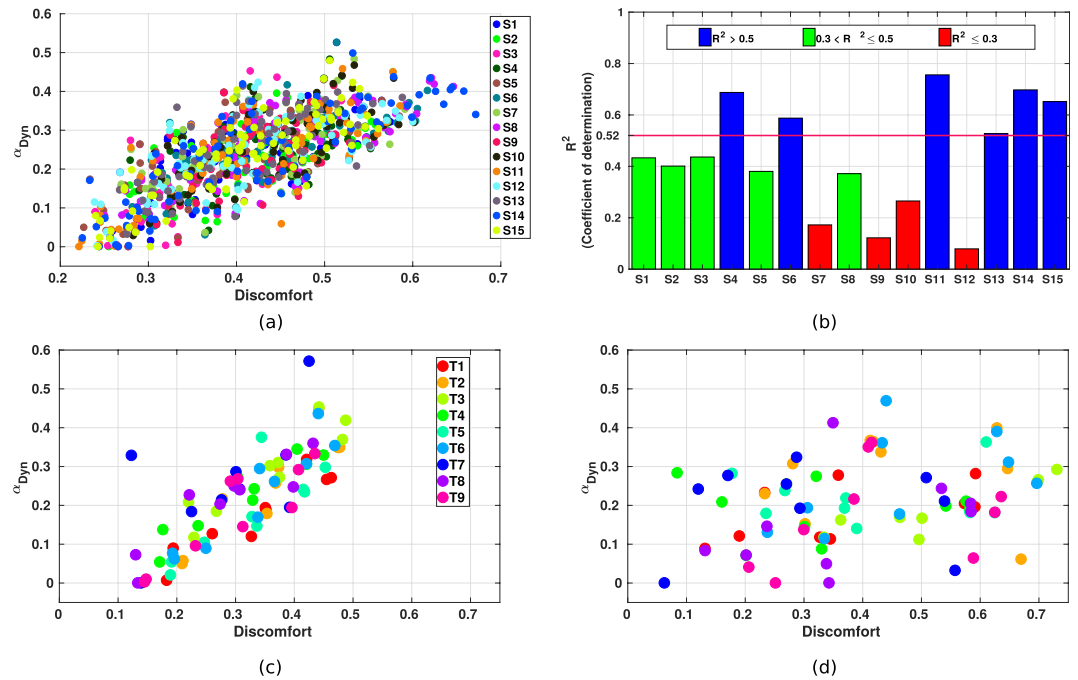 0.6
0.5
0.4
0.3
0.2
0.1
0
α_Dyn
0.2 0.3 0.4 0.5 0.6 0.7
Discomfort
S1
S2
S3
S4
S5
S6
S7
S8
S9
S10
S11
S12
S13
S14
S15
(a)
1
0.8
0.6
0.52
0.4
0.2
0
R²
(Coefficient of determination)
R² > 0.5 0.3 < R ² ≤ 0.5 R² ≤ 0.3
S1 S2 S3 S4 S5 S6 S7 S8 S9 S10 S11 S12 S13 S14 S15
(b)
0.6
0.5
0.4
0.3
0.2
0.1
0
α_Dyn
0 0.1 0.2 0.3 0.4 0.5 0.6 0.7
Discomfort
T1
T2
T3
T4
T5
T6
T7
T8
T9
(c)
0.6
0.5
0.4
0.3
0.2
0.1
0
α_Dyn
0 0.1 0.2 0.3 0.4 0.5 0.6 0.7
Discomfort
(d)